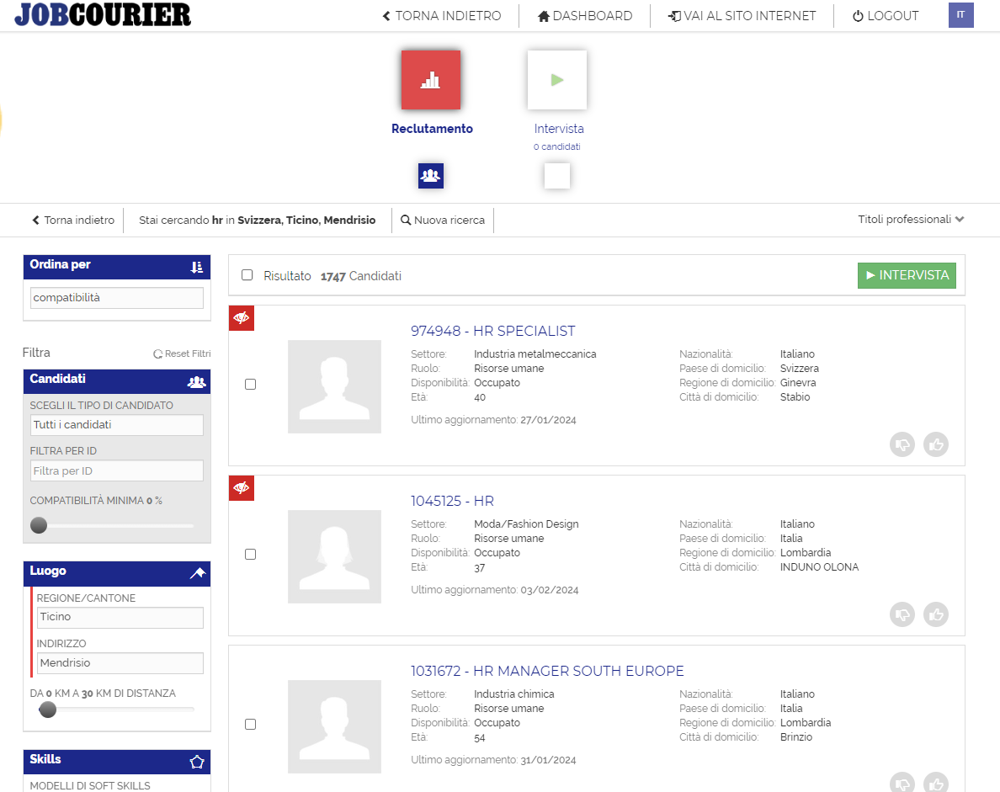 JOBCOURIER
TORNA INDIETRO
DASHBOARD
VAI AL SITO INTERNET
LOGOUT
IT
Reclutamento
Intervista
0 candidati
Torna indietro
Stai cercando hr in Svizzera, Ticino, Mendrisio
Nuova ricerca
Titoli professionali
Ordina per
compatibilità
Filtra
Reset Filtri
Candidati
SCEGLI IL TIPO DI CANDIDATO
Tutti i candidati
FILTRA PER ID
Filtra per ID
COMPATIBILITÀ MINIMA 0 %
Luogo
REGIONE/CANTONE
Ticino
INDIRIZZO
Mendrisio
DA 0 KM A 30 KM DI DISTANZA
Skills
MODELLI DI SOFT SKILLS
Risultato 1747 Candidati
INTERVISTA
974948 - HR SPECIALIST
Settore: Industria metalmeccanica
Ruolo: Risorse umane
Disponibilità: Occupato
Età: 40
Nazionalità: Italiano
Paese di domicilio: Svizzera
Regione di domicilio: Ginevra
Città di domicilio: Stabio
Ultimo aggiornamento: 27/01/2024
1045125 - HR
Settore: Moda/Fashion Design
Ruolo: Risorse umane
Disponibilità: Occupato
Età: 37
Nazionalità: Italiano
Paese di domicilio: Italia
Regione di domicilio: Lombardia
Città di domicilio: INDUNO OLONA
Ultimo aggiornamento: 03/02/2024
1031672 - HR MANAGER SOUTH EUROPE
Settore: Industria chimica
Ruolo: Risorse umane
Disponibilità: Occupato
Età: 54
Nazionalità: Italiano
Paese di domicilio: Italia
Regione di domicilio: Lombardia
Città di domicilio: Brinzio
Ultimo aggiornamento: 31/01/2024